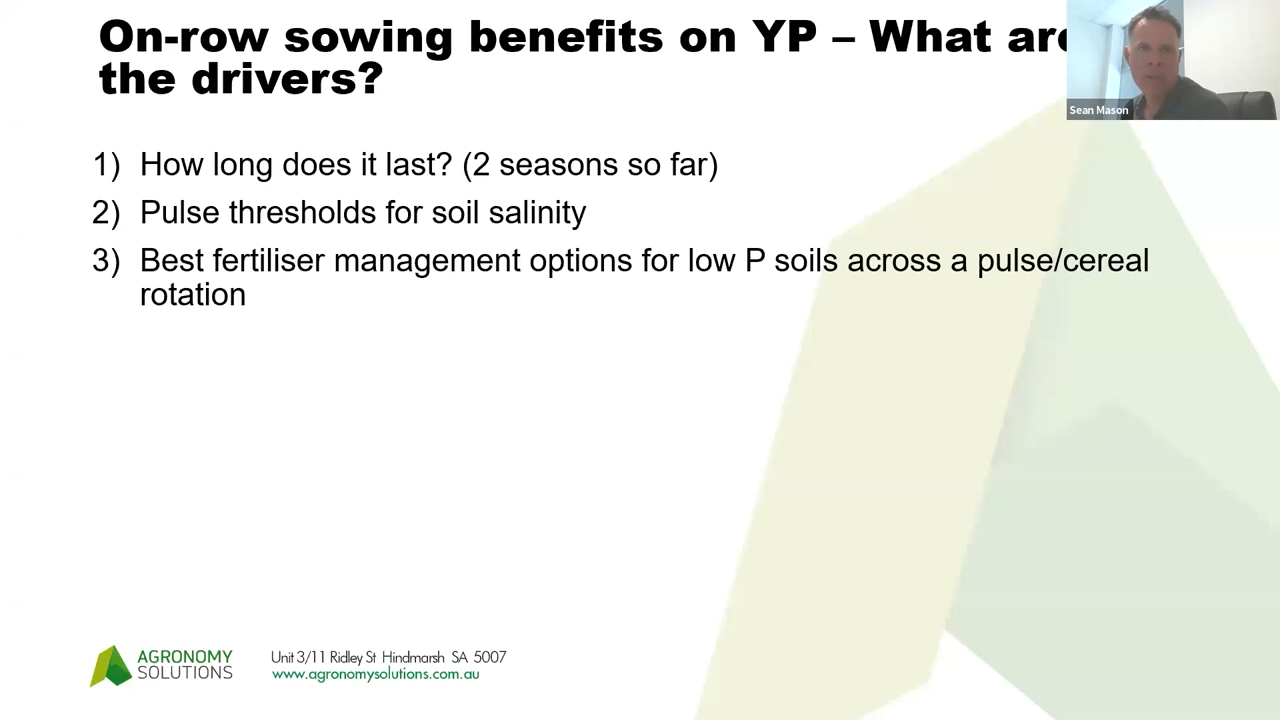 On-row sowing benefits on YP – What are
the drivers?
Sean Mason
1) How long does it last? (2 seasons so far)
2) Pulse thresholds for soil salinity
3) Best fertiliser management options for low P soils across a pulse/cereal
rotation
AGRONOMY
SOLUTIONS
Unit 3/11 Ridley St Hindmarsh SA 5007
www.agronomysolutions.com.au